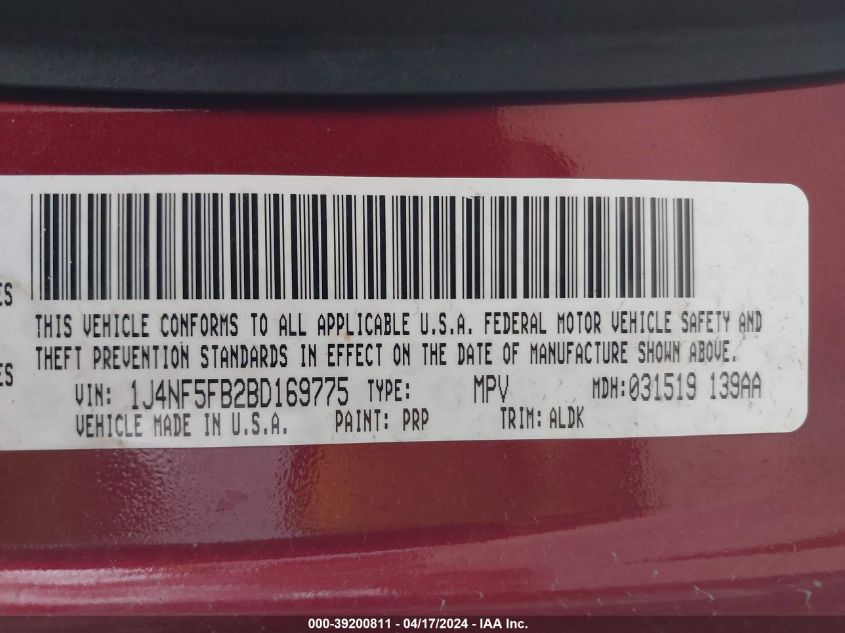 ES
THIS VEHICLE CONFORMS TO ALL APPLICABLE U.S.A. FEDERAL MOTOR VEHICLE SAFETY AND
ES
THEFT PREVENTION STANDARDS IN EFFECT ON THE DATE OF MANUFACTURE SHOWN ABOVE.
VIN: 1J4NF5FB2BD169775 TYPE: MPV MDH:031519 139AA
VEHICLE MADE IN U.S.A. PAINT: PRP TRIM: ALDK
000-39200811 - 04/17/2024 - IAA Inc.